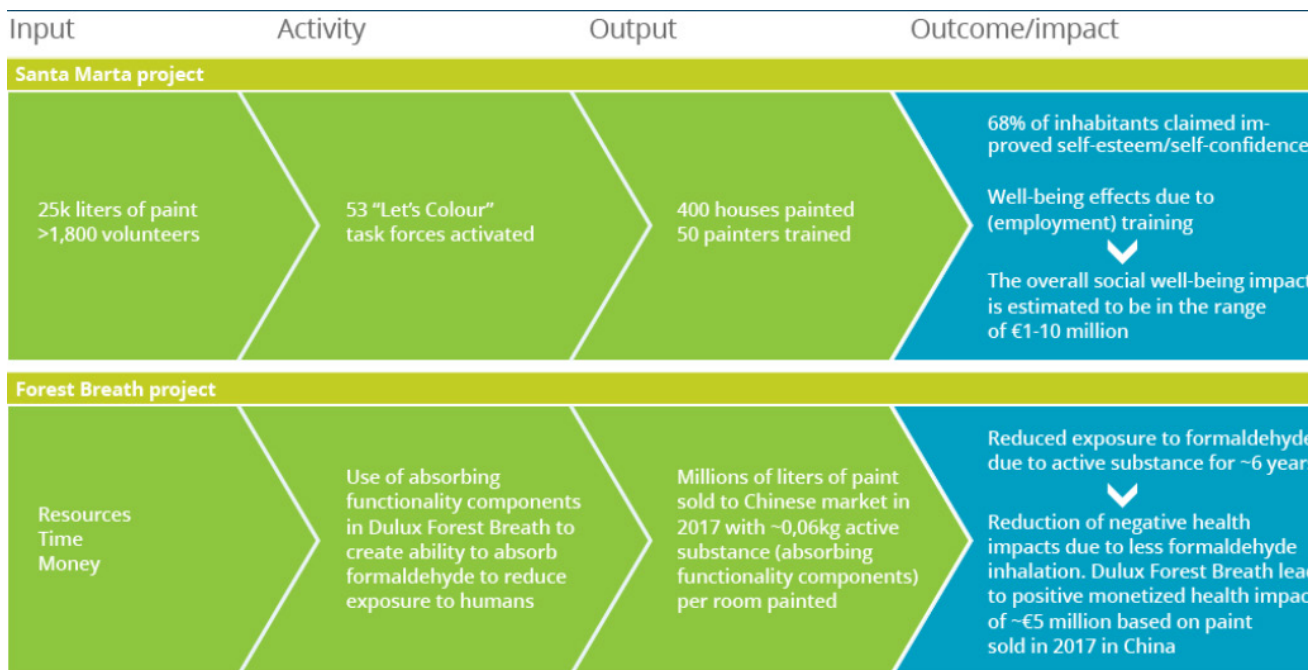 Input
Activity
Output
Outcome/impact
Santa Marta project
25k liters of paint
>1,800 volunteers
53 “Let’s Colour”
task forces activated
400 houses painted
50 painters trained
68% of inhabitants claimed im-
proved self-esteem/self-confidence
Well-being effects due to
(employment) training
The overall social well-being impact
is estimated to be in the range
of €1-10 million
Forest Breath project
Resources
Time
Money
Use of absorbing
functionality components
in Dulux Forest Breath to
create ability to absorb
formaldehyde to reduce
exposure to humans
Millions of liters of paint
sold to Chinese market in
2017 with ~0,06kg active
substance (absorbing
functionality components)
per room painted
Reduced exposure to formaldehyde
due to active substance for ~6 year
Reduction of negative health
impacts due to less formaldehyde
inhalation. Dulux Forest Breath lead
to positive monetized health impac
of ~€5 million based on paint
sold in 2017 in China